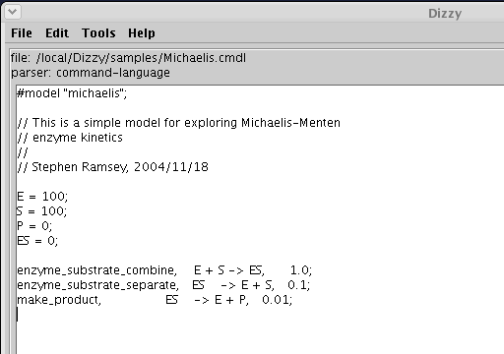 Dizzy
File Edit Tools Help
file: /local/Dizzy/samples/Michaelis.cmdl
parser: command-language
#model "michaelis";
// This is a simple model for exploring Michaelis-Menten
// enzyme kinetics
//
// Stephen Ramsey, 2004/11/18
E = 100;
S = 100;
P = 0;
ES = 0;
enzyme_substrate_combine, E + S -> ES, 1.0;
enzyme_substrate_separate, ES -> E + S, 0.1;
make_product, ES -> E + P, 0.01;